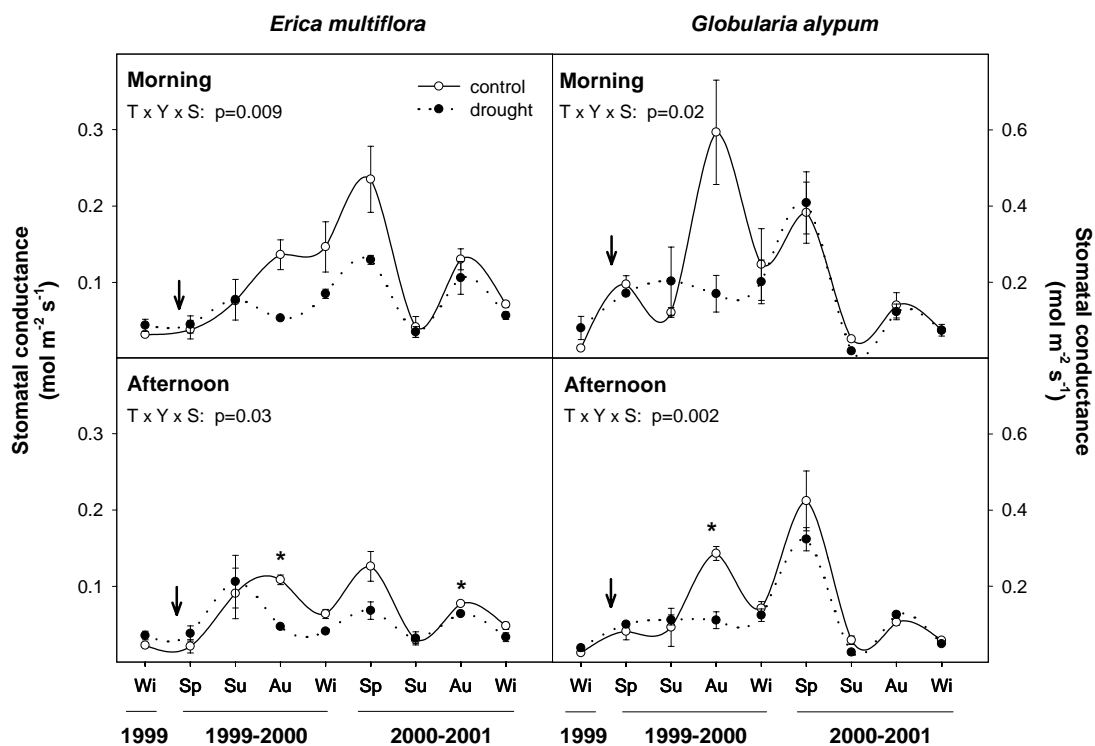 Erica multiflora
Globularia alypum
Morning
T x Y x S: p=0.009
control
drought
Morning
T x Y x S: p=0.02
0.3
0.2
0.1
0.6
0.4
0.2
Stomatal conductance
(mol m⁻² s⁻¹)
Stomatal conductance
(mol m⁻² s⁻¹)
Afternoon
T x Y x S: p=0.03
*
*
Afternoon
T x Y x S: p=0.002
*
0.3
0.2
0.1
0.6
0.4
0.2
Wi Sp Su Au Wi Sp Su Au Wi
Wi Sp Su Au Wi Sp Su Au Wi
1999 1999-2000 2000-2001
1999 1999-2000 2000-2001